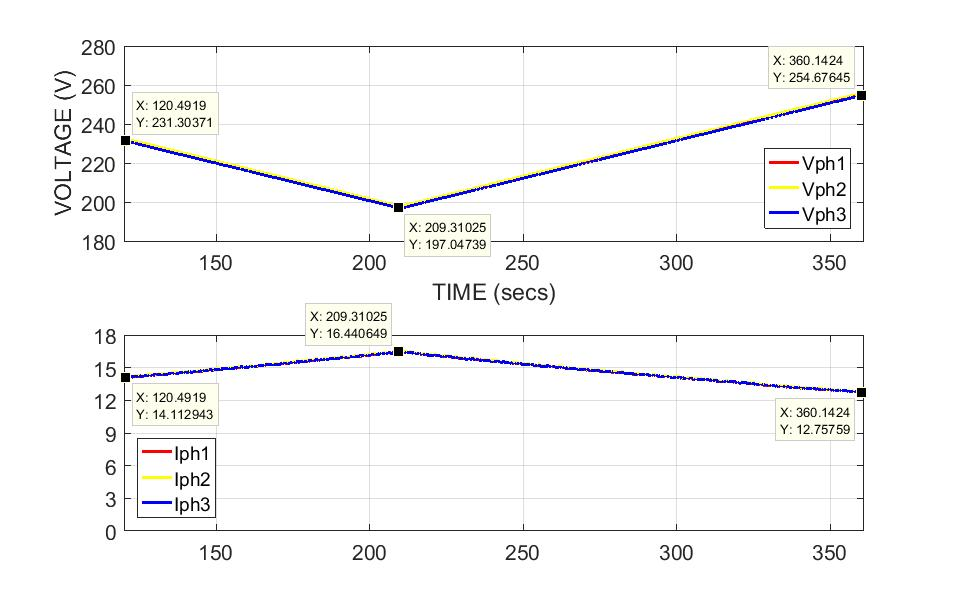 280
260
240
220
200
180
VOLTAGE (V)
X: 120.4919
Y: 231.30371
X: 209.31025
Y: 197.04739
X: 360.1424
Y: 254.67645
Vph1
Vph2
Vph3
150 200 250 300 350
TIME (secs)
18
15
12
9
6
3
0
X: 209.31025
Y: 16.440649
X: 120.4919
Y: 14.112943
X: 360.1424
Y: 12.75759
Iph1
Iph2
Iph3
150 200 250 300 350